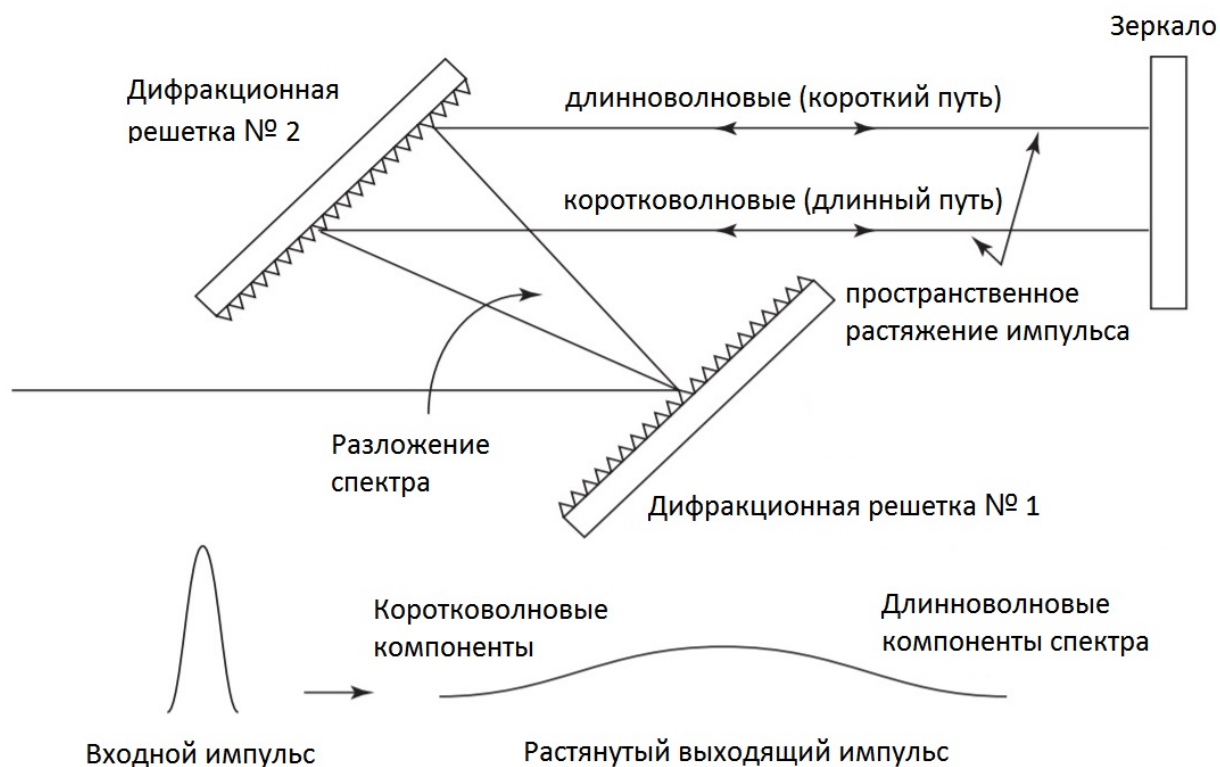 Зеркало
Дифракционная
решетка № 2
длинноволновые (короткий путь)
коротковолновые (длинный путь)
пространственное
растяжение импульса
Разложение
спектра
Дифракционная решетка № 1
Коротковолновые
компоненты
Длинноволновые
компоненты спектра
Входной импульс
Растянутый выходящий импульс